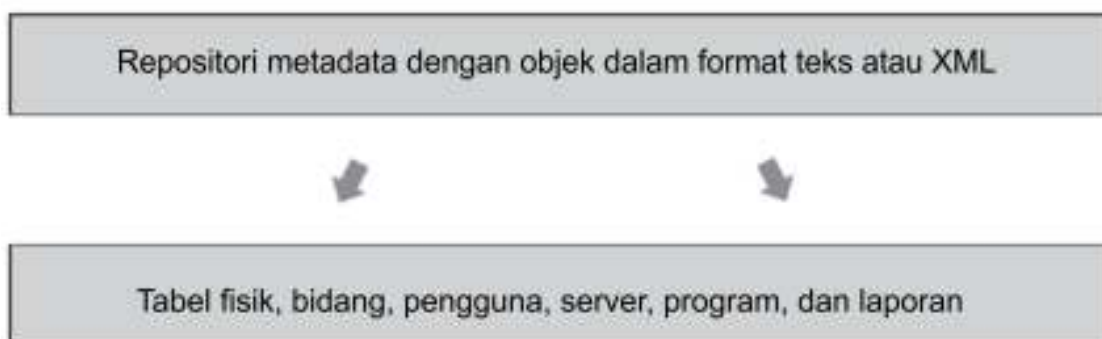 Repositori metadata dengan objek dalam format teks atau XML
Tabel fisik, bidang, pengguna, server, program, dan laporan